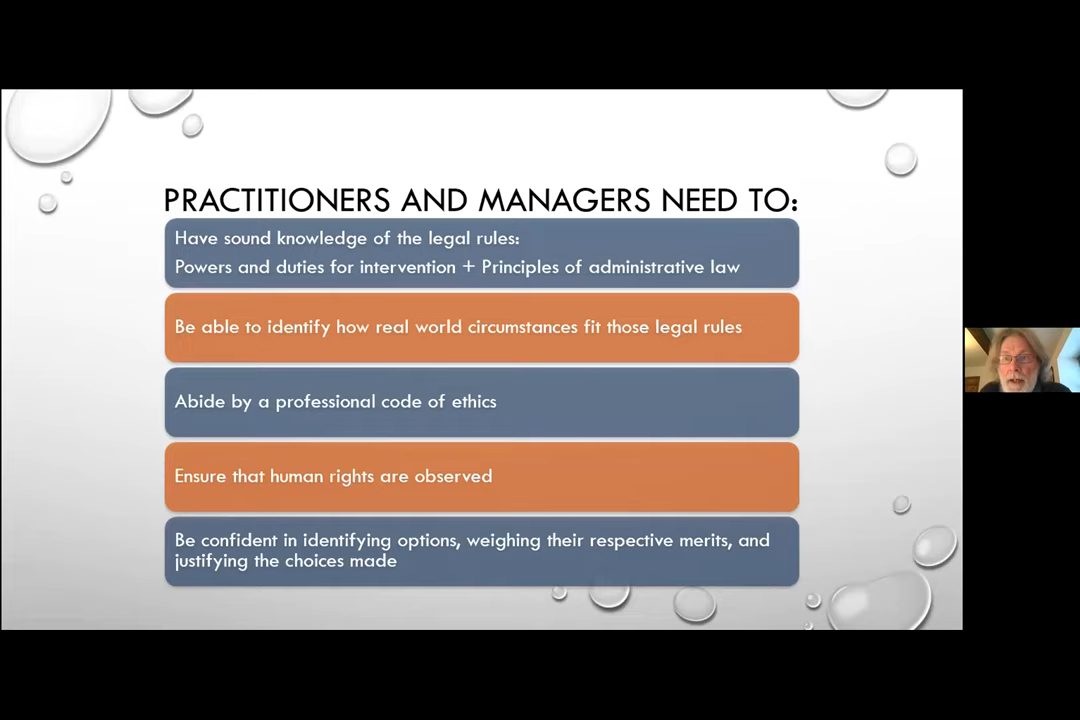 PRACTITIONERS AND MANAGERS NEED TO:
Have sound knowledge of the legal rules:
Powers and duties for intervention + Principles of administrative law
Be able to identify how real world circumstances fit those legal rules
Abide by a professional code of ethics
Ensure that human rights are observed
Be confident in identifying options, weighing their respective merits, and
justifying the choices made